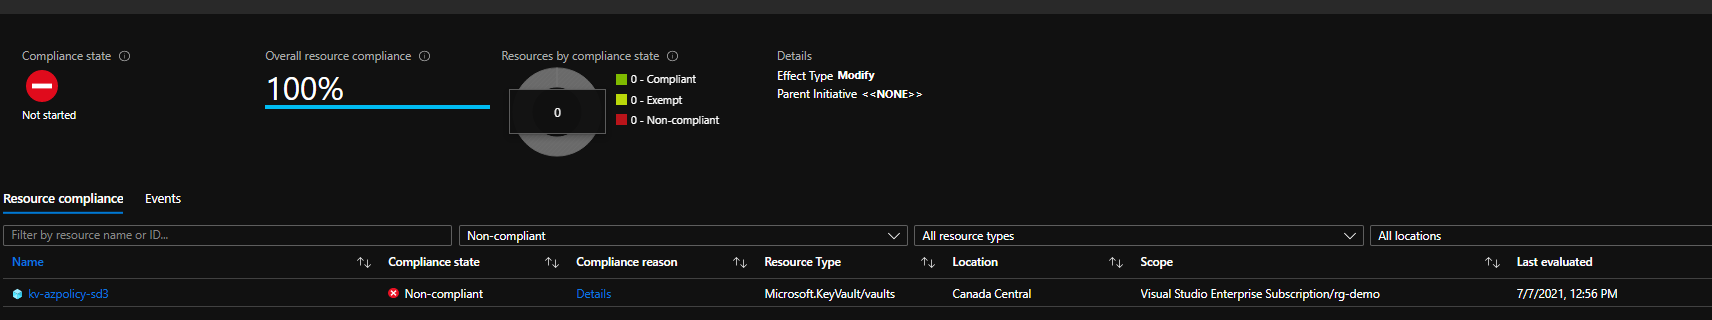 Compliance state
Not started
Overall resource compliance
100%
Resources by compliance state
0
0 - Compliant
0 - Exempt
0 - Non-compliant
Details
Effect Type Modify
Parent Initiative <<NONE>>
Resource compliance Events
Filter by resource name or ID... Non-compliant All resource types All locations
Name Compliance state Compliance reason Resource Type Location Scope Last evaluated
kv-azpolicy-sd3 Non-compliant Details Microsoft.KeyVault/vaults Canada Central Visual Studio Enterprise Subscription/rg-demo 7/7/2021, 12:56 PM